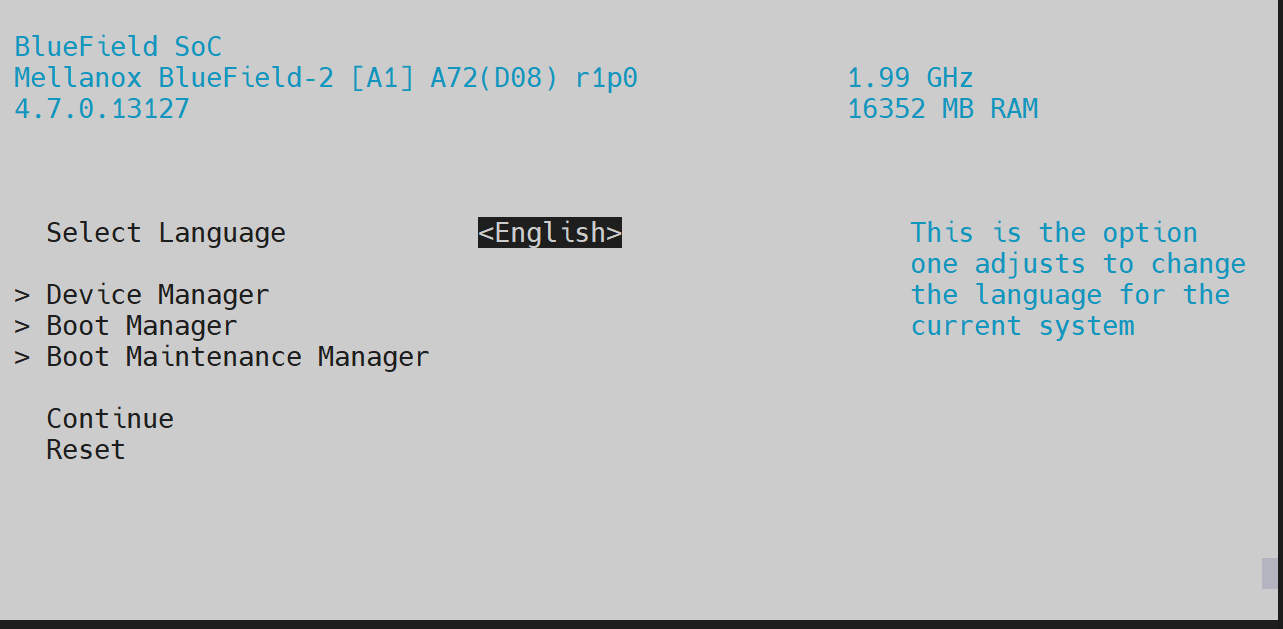 BlueField SoC
Mellanox BlueField-2 [A1] A72(D08) r1p0 1.99 GHz
4.7.0.13127 16352 MB RAM
Select Language <English> This is the option
one adjusts to change
> Device Manager the language for the
> Boot Manager current system
> Boot Maintenance Manager
Continue
Reset